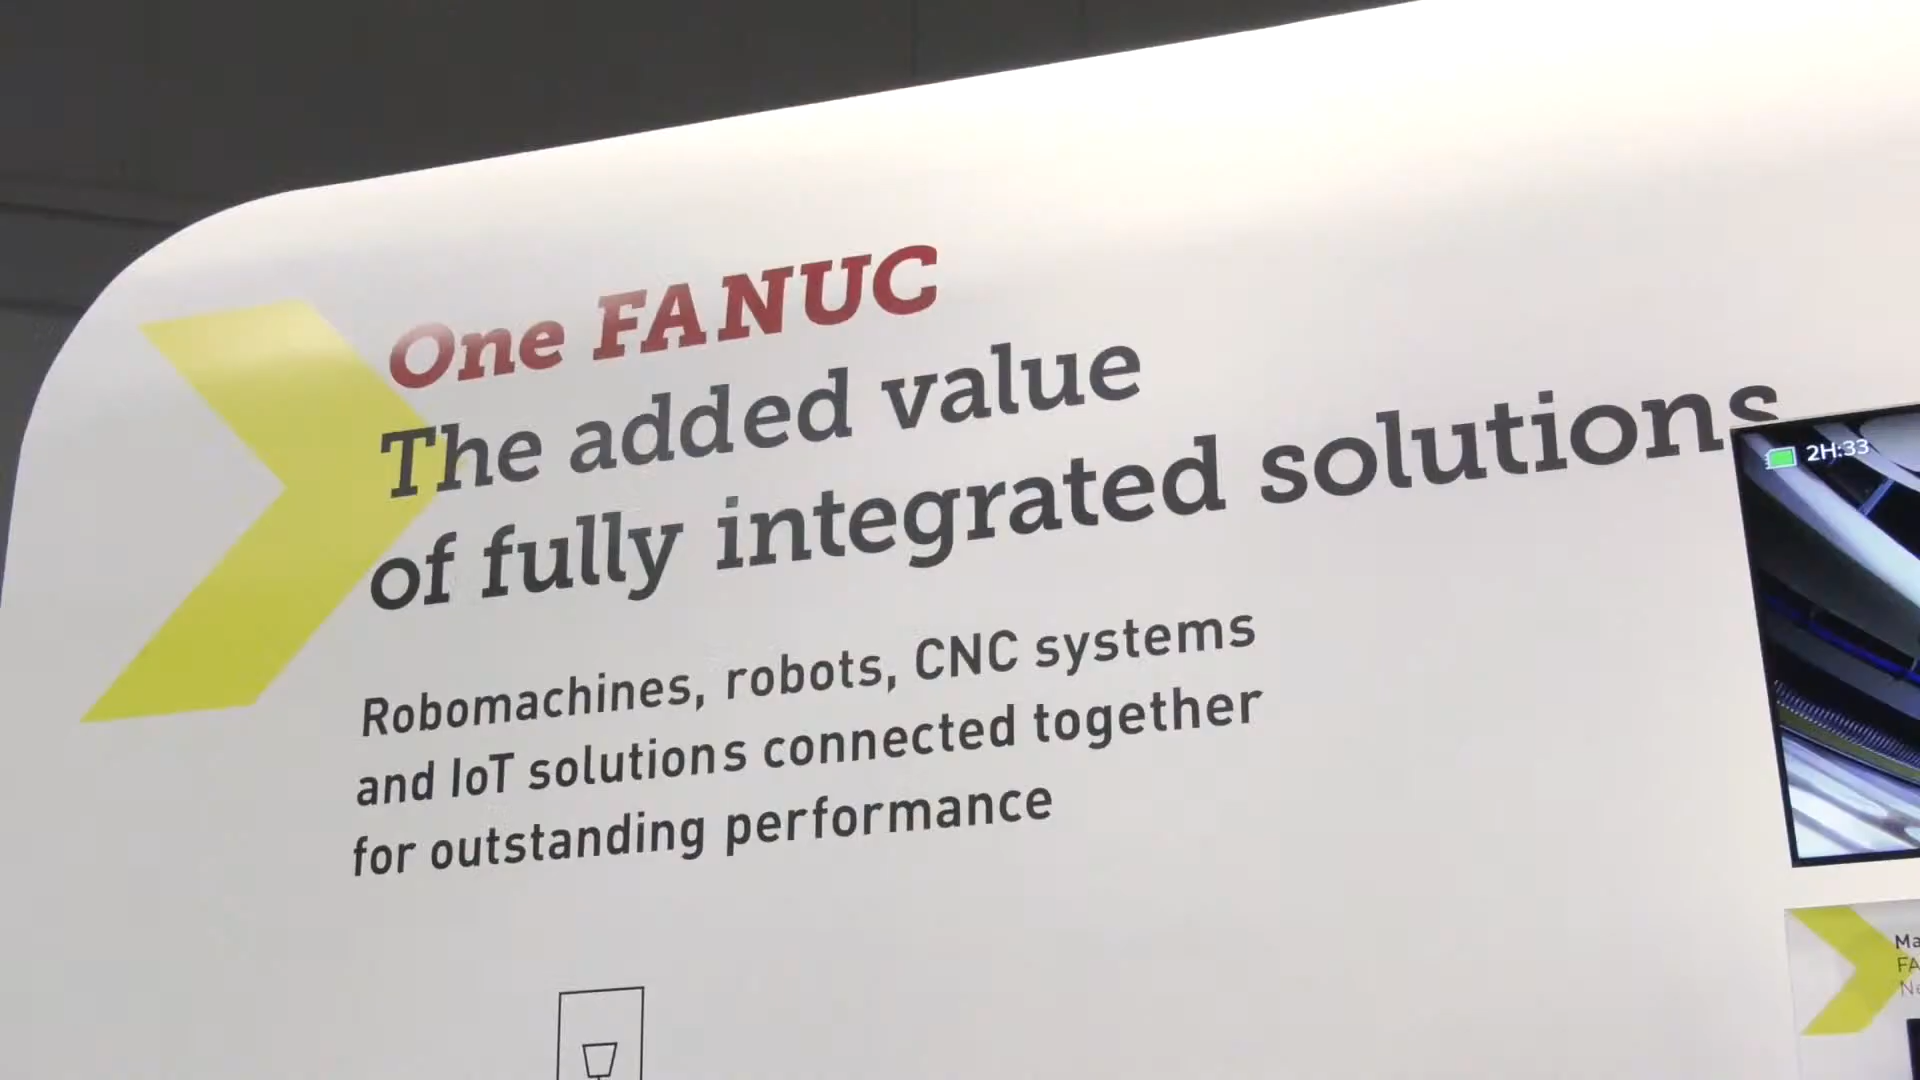 One FANUC
The added value
of fully integrated solutions
Robomachines, robots, CNC systems
and IoT solutions connected together
for outstanding performance
2H:33